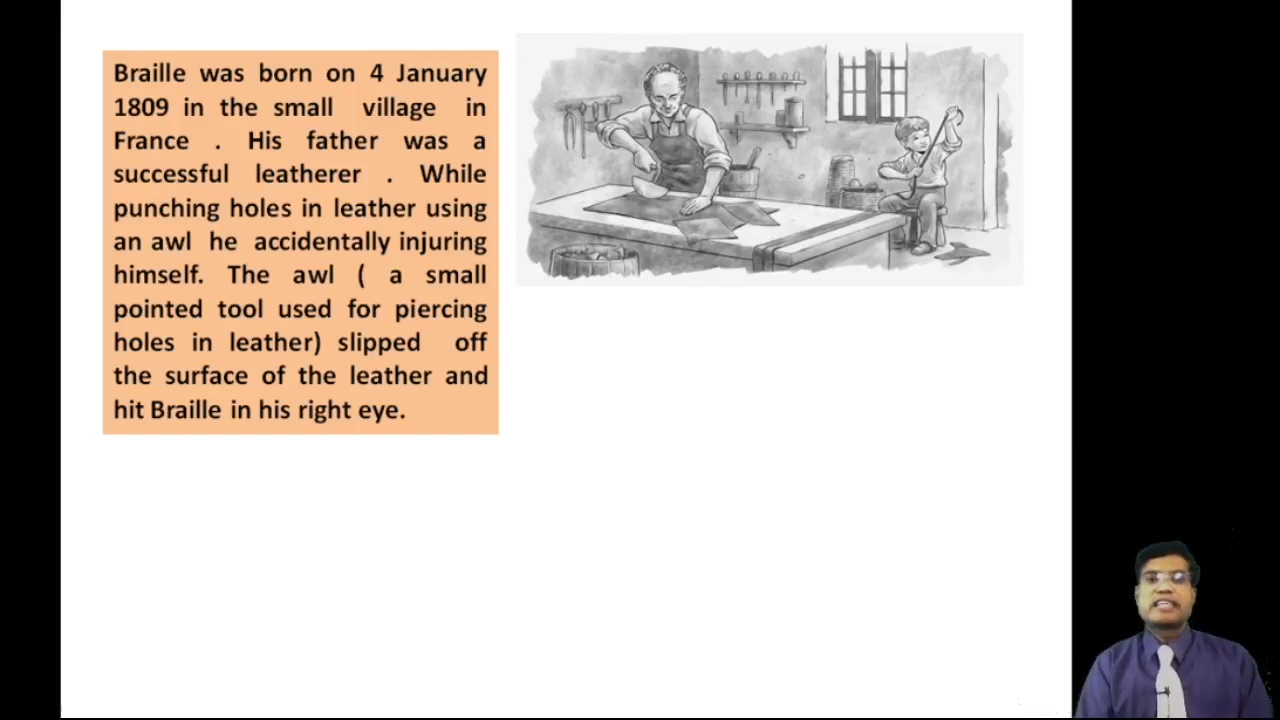 Braille was born on 4 January
1809 in the small village in
France . His father was a
successful leatherer . While
punching holes in leather using
an awl he accidentally injuring
himself. The awl ( a small
pointed tool used for piercing
holes in leather) slipped off
the surface of the leather and
hit Braille in his right eye.